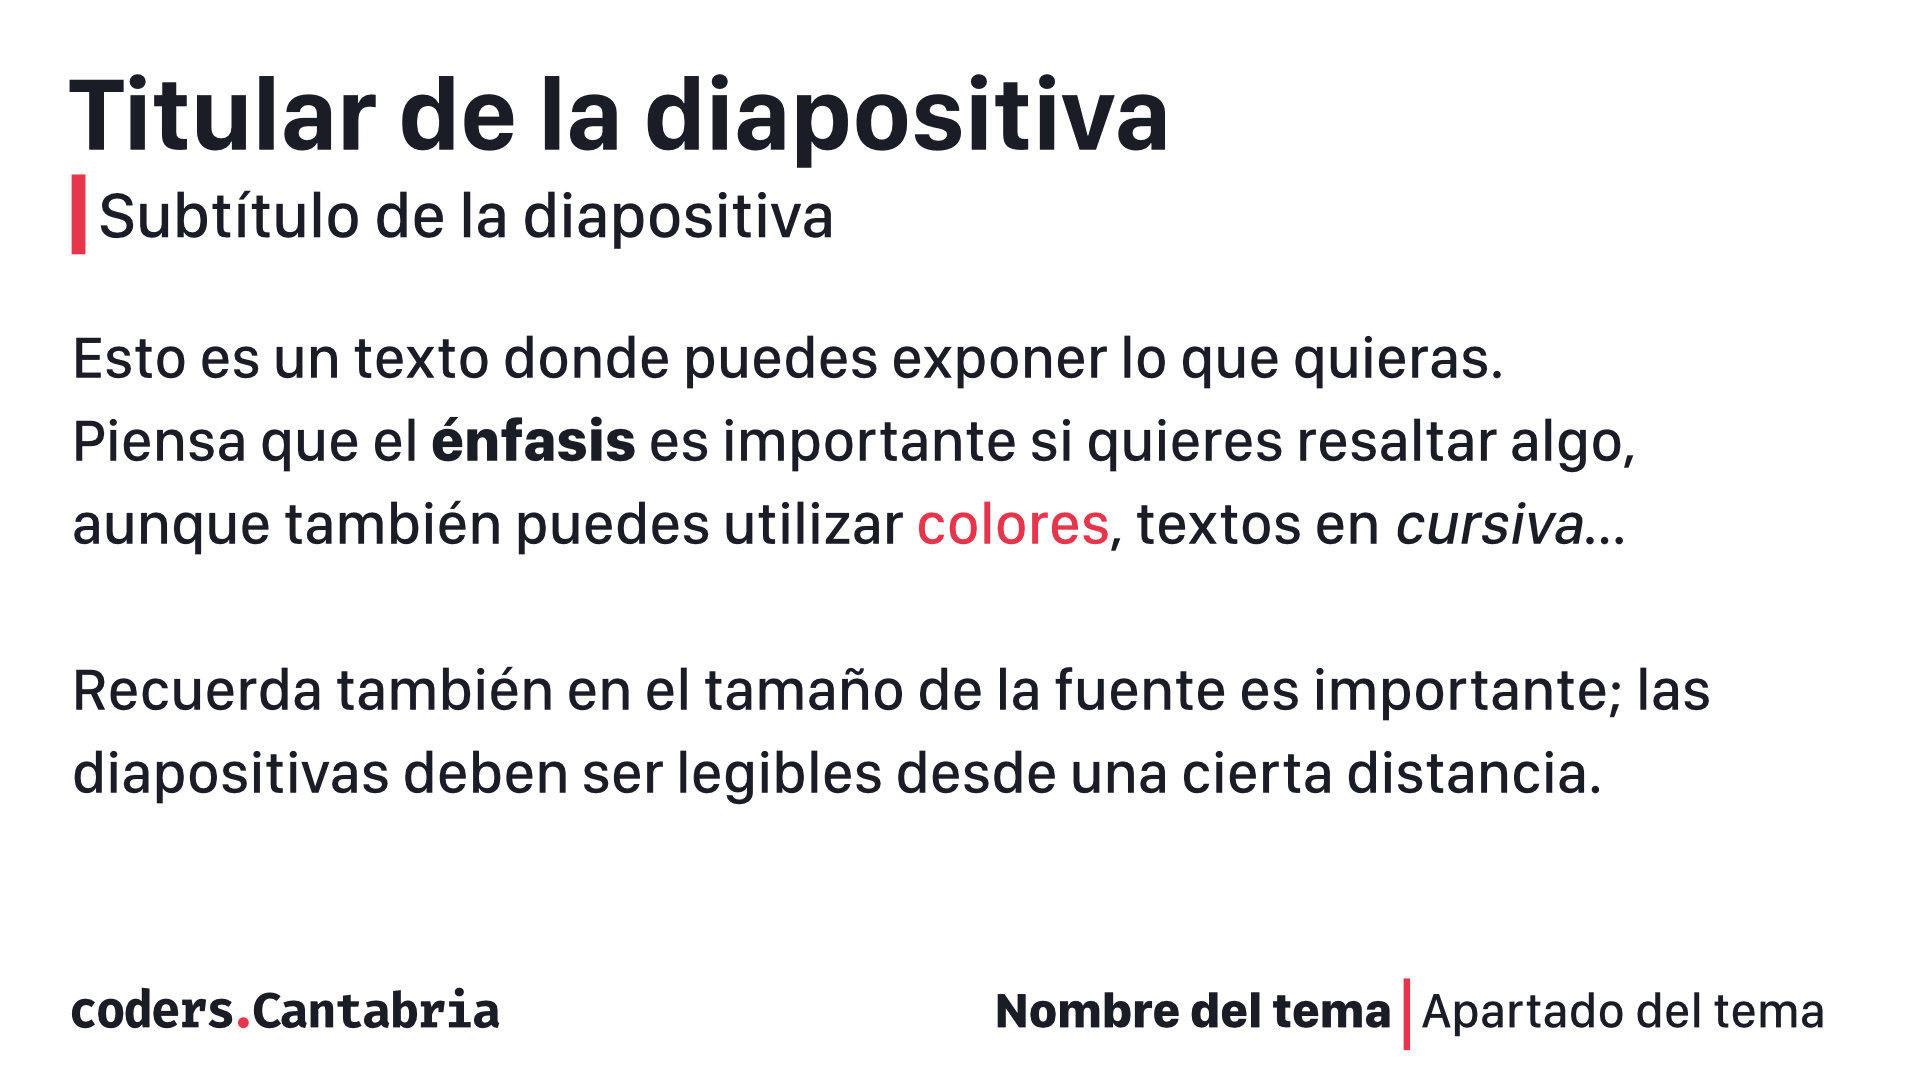 Titular de la diapositiva
Subtítulo de la diapositiva
Esto es un texto donde puedes exponer lo que quieras.
Piensa que el énfasis es importante si quieres resaltar algo,
aunque también puedes utilizar colores, textos en cursiva...
Recuerda también en el tamaño de la fuente es importante; las
diapositivas deben ser legibles desde una cierta distancia.
coders.Cantabria
Nombre del tema Apartado del tema